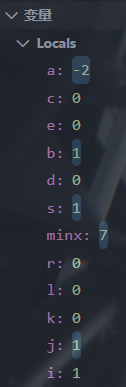 变量
Locals
a: -2
c: 0
e: 0
b: 1
d: 0
s: 1
minx: 7
r: 0
l: 0
k: 0
j: 1
i: 1